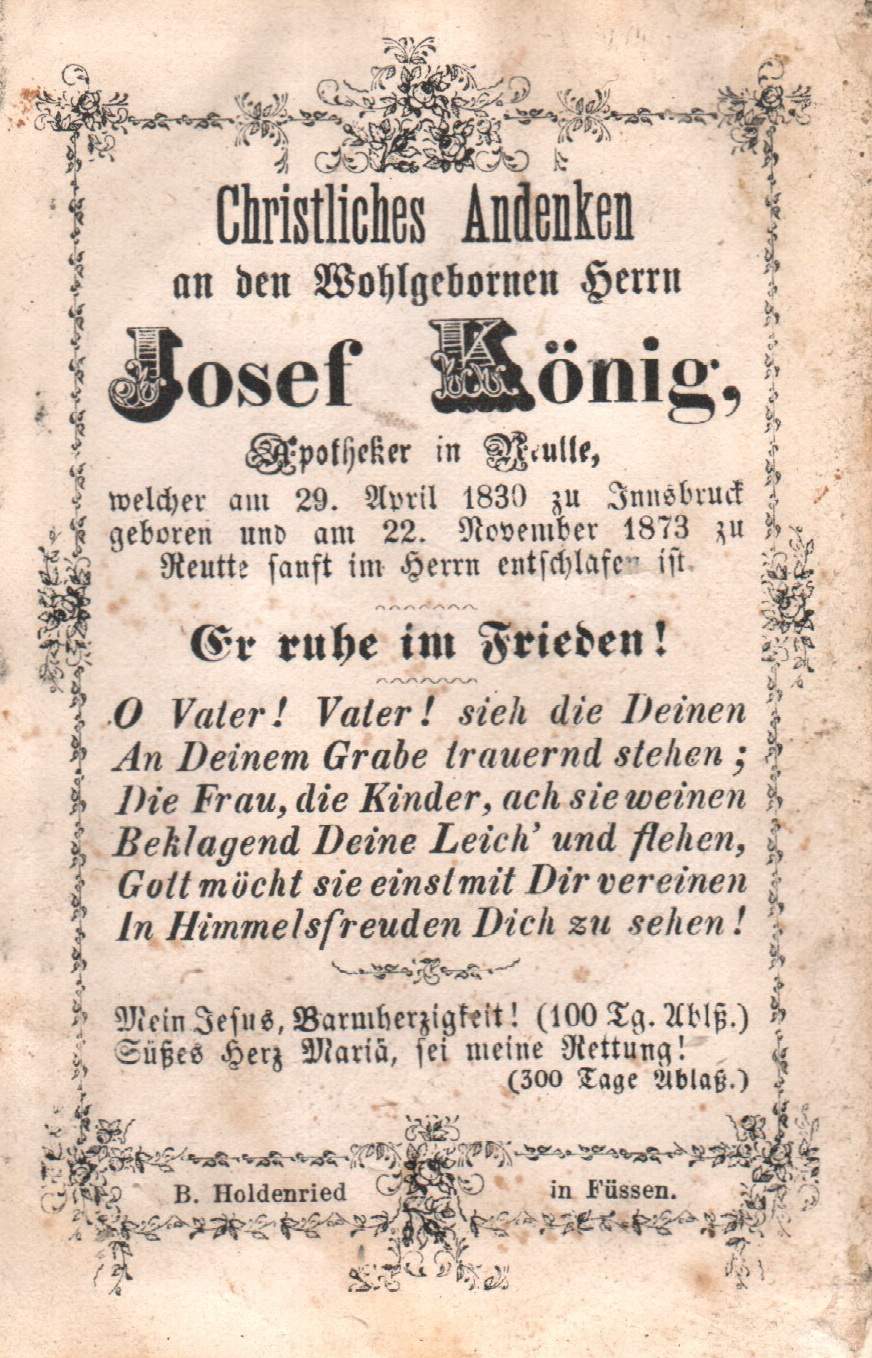 Christliches Andenken
an den Wohlgebornen Herrn
Josef König,
Apotheker in Reutte,
welcher am 29. April 1830 zu Innsbruck
geboren und am 22. November 1873 zu
Reutte sanft im Herrn entschlafen ist.
Er ruhe im Frieden!
O Vater! Vater! sieh die Deinen
An Deinem Grabe trauernd stehen;
Die Frau, die Kinder, ach sie weinen
Beklagend Deine Leich' und flehen,
Gott möcht sie einst mit Dir vereinen
In Himmelsfreuden Dich zu sehen!
Mein Jesus, Barmherzigkeit! (100 Tg. Ablß.)
Süßes Herz Mariä, sei meine Rettung!
(300 Tage Ablaß.)
B. Holdenried in Füssen.